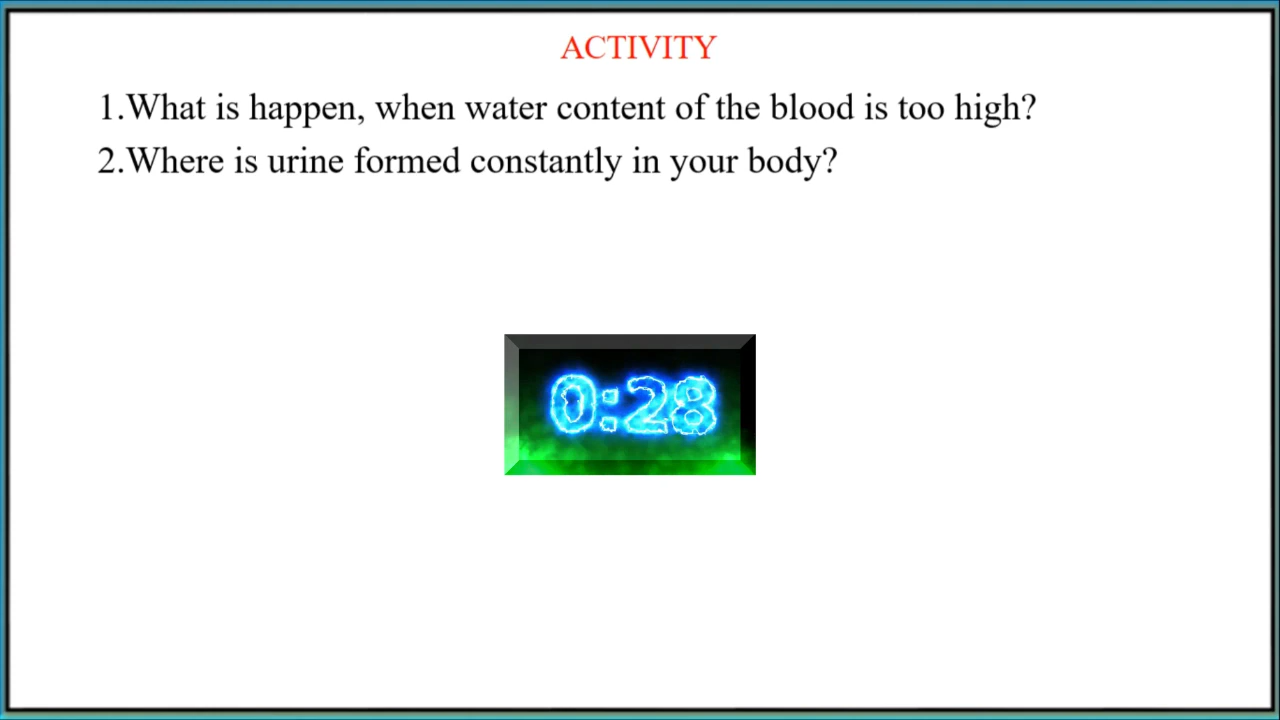 ACTIVITY
1.What is happen, when water content of the blood is too high?
2.Where is urine formed constantly in your body?
0:28